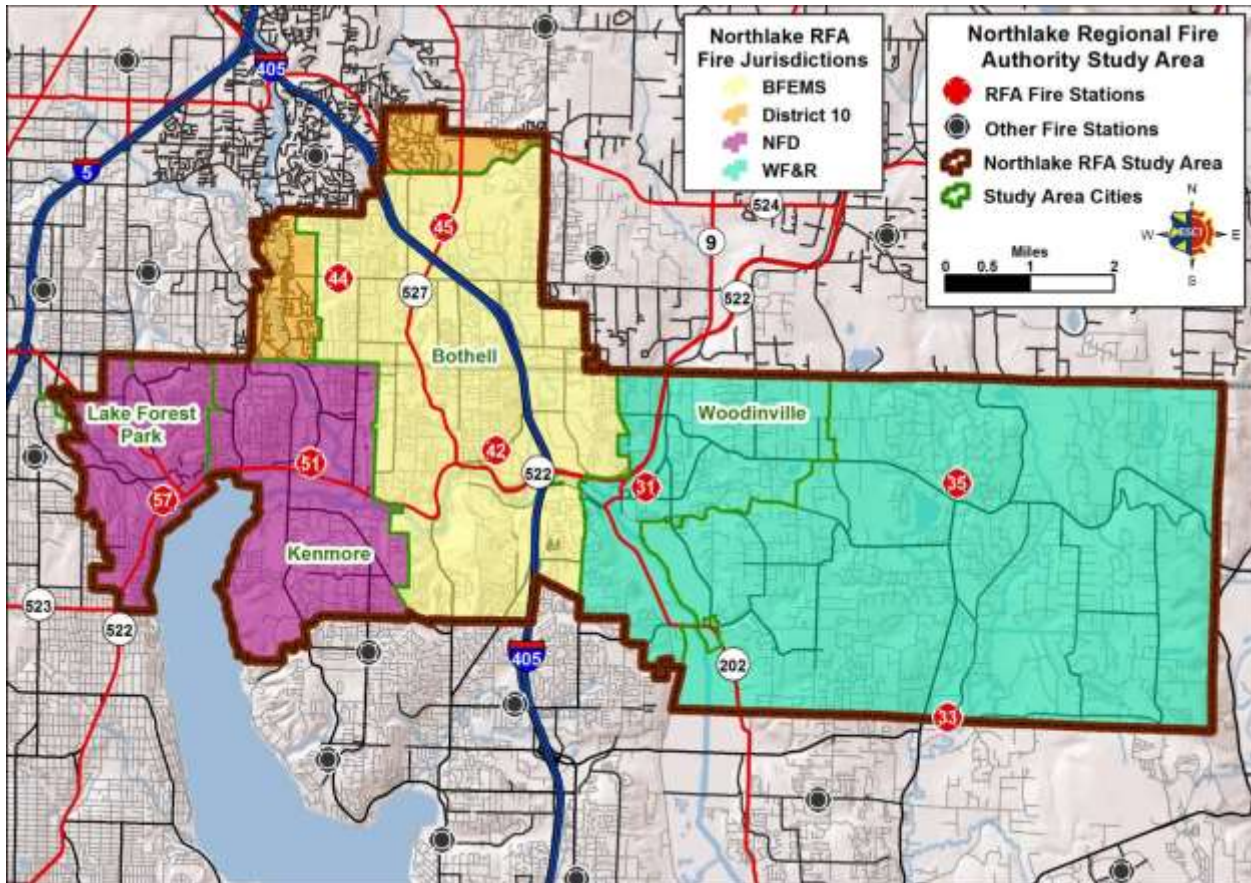 Northlake RFA
Fire Jurisdictions
BFEMS
District 10
NFD
WF&R
Northlake Regional Fire
Authority Study Area
RFA Fire Stations
Other Fire Stations
Northlake RFA Study Area
Study Area Cities
Miles
0 0.5 1 2
N
W E
S
ESCI
405
5
524
9
45
44
527
522
Bothell
Lake Forest
Park
Woodinville
42
51
522
57
31
35
Kenmore
523
522
405
202
33